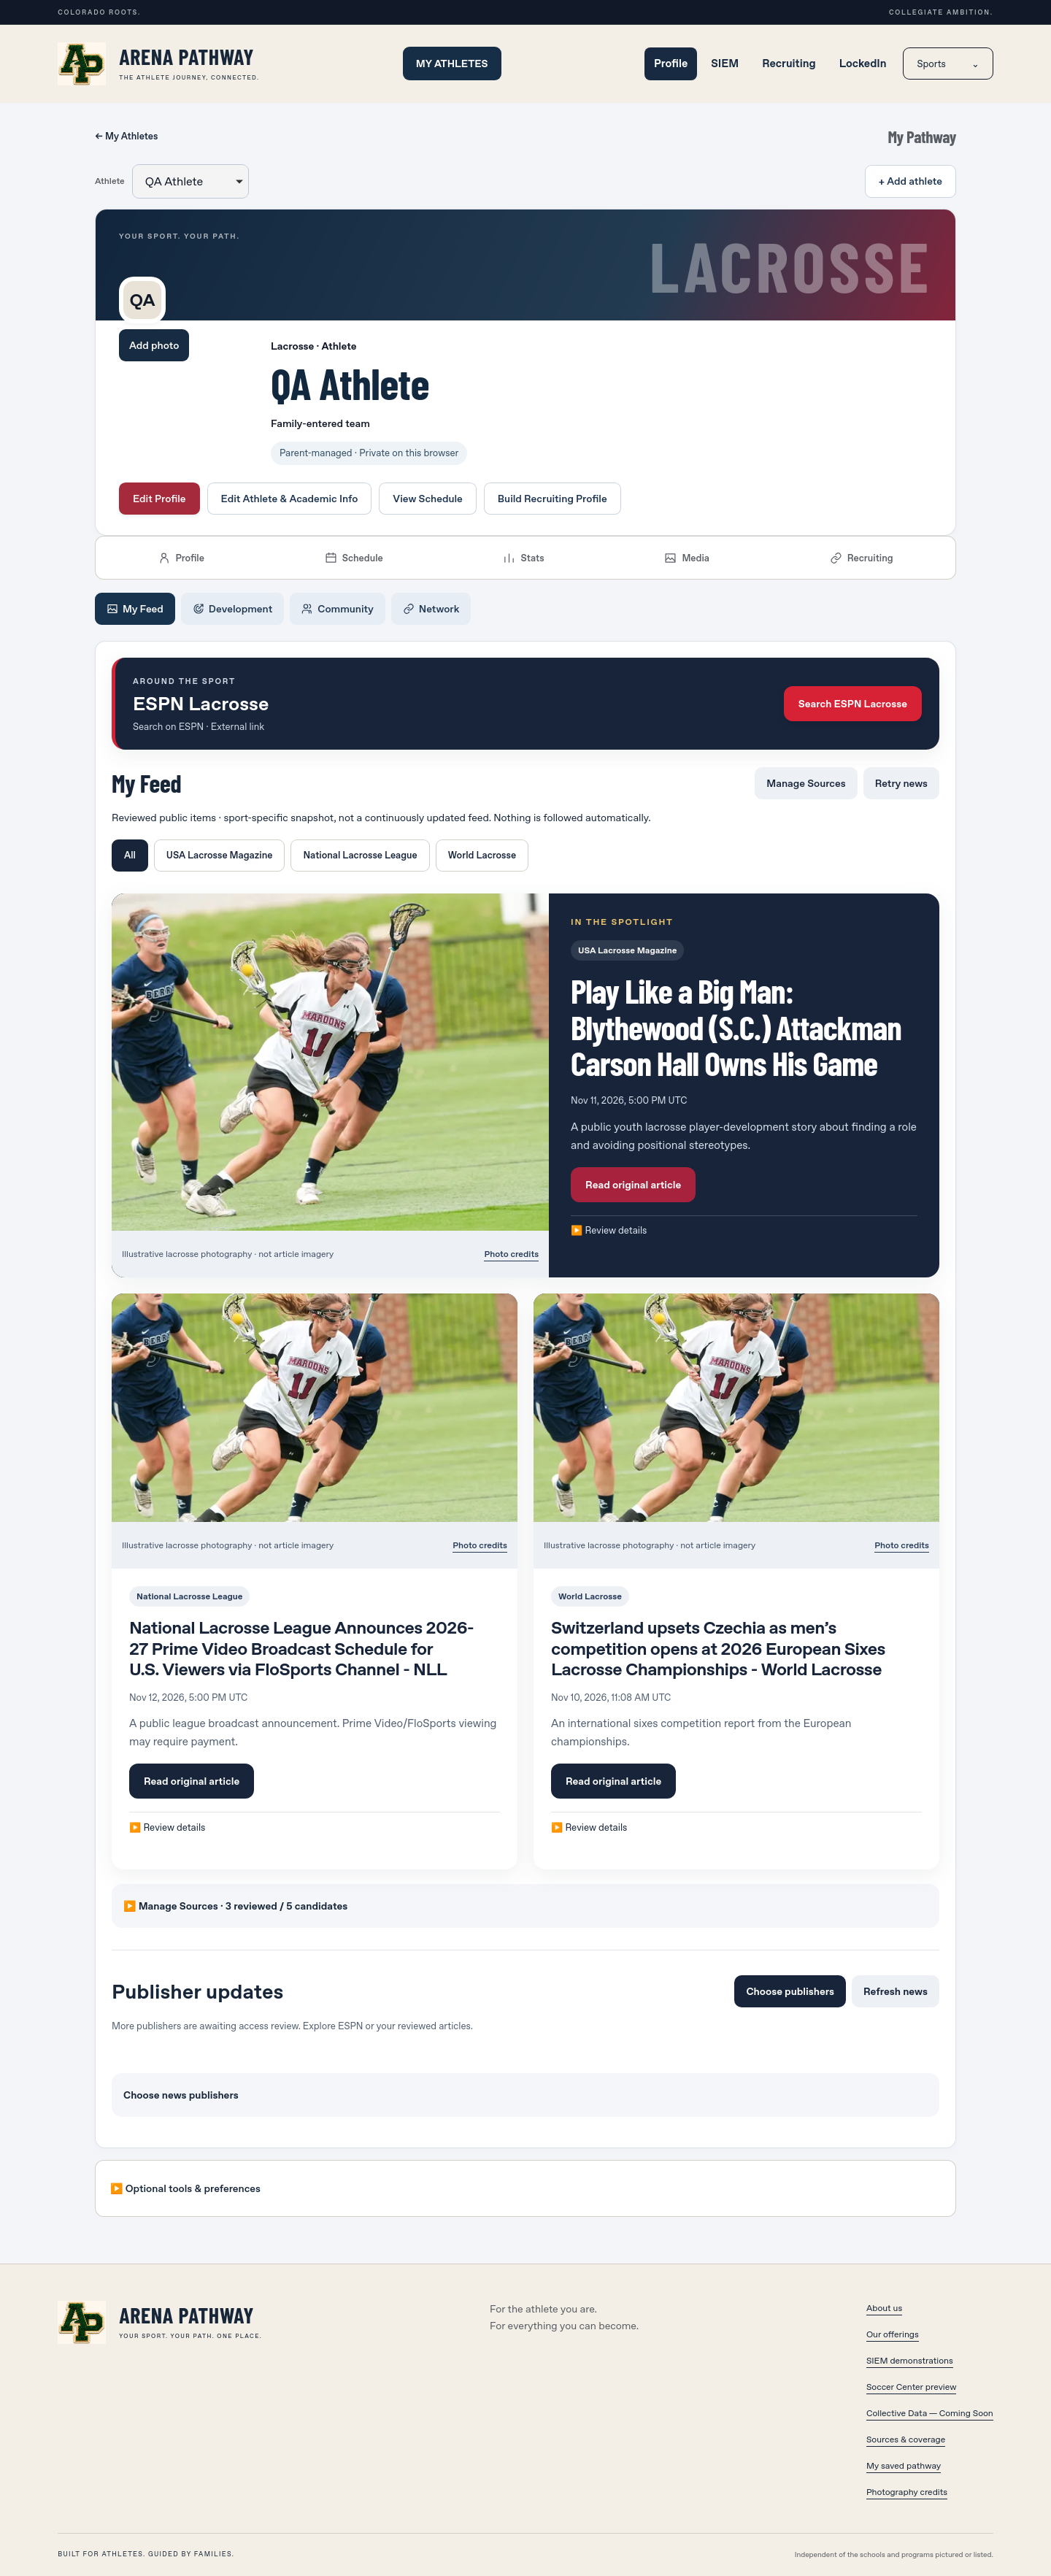 COLORADO ROOTS.
COLLEGIATE AMBITION.
AP
ARENA PATHWAY
THE ATHLETE JOURNEY, CONNECTED.
MY ATHLETES
Profile
SIEM
Recruiting
LockedIn
Sports
← My Athletes
My Pathway
Athlete
QA Athlete
+ Add athlete
YOUR SPORT. YOUR PATH.
LACROSSE
QA
Add photo
Lacrosse · Athlete
QA Athlete
Family-entered team
Parent-managed · Private on this browser
Edit Profile
Edit Athlete & Academic Info
View Schedule
Build Recruiting Profile
Profile
Schedule
Stats
Media
Recruiting
My Feed
Development
Community
Network
AROUND THE SPORT
ESPN Lacrosse
Search on ESPN · External link
Search ESPN Lacrosse
My Feed
Manage Sources
Retry news
Reviewed public items · sport-specific snapshot, not a continuously updated feed. Nothing is followed automatically.
All
USA Lacrosse Magazine
National Lacrosse League
World Lacrosse
MAROONS
11
IN THE SPOTLIGHT
USA Lacrosse Magazine
Play Like a Big Man:
Blythewood (S.C.) Attackman
Carson Hall Owns His Game
Nov 11, 2026, 5:00 PM UTC
A public youth lacrosse player-development story about finding a role
and avoiding positional stereotypes.
Read original article
Review details
Illustrative lacrosse photography · not article imagery
Photo credits
MAROONS
11
MAROONS
11
Illustrative lacrosse photography · not article imagery
Photo credits
Illustrative lacrosse photography · not article imagery
Photo credits
National Lacrosse League
National Lacrosse League Announces 2026-
27 Prime Video Broadcast Schedule for
U.S. Viewers via FloSports Channel - NLL
Nov 12, 2026, 5:00 PM UTC
A public league broadcast announcement. Prime Video/FloSports viewing
may require payment.
Read original article
Review details
World Lacrosse
Switzerland upsets Czechia as men's
competition opens at 2026 European Sixes
Lacrosse Championships - World Lacrosse
Nov 10, 2026, 11:08 AM UTC
An international sixes competition report from the European
championships.
Read original article
Review details
Manage Sources · 3 reviewed / 5 candidates
Publisher updates
Choose publishers
Refresh news
More publishers are awaiting access review. Explore ESPN or your reviewed articles.
Choose news publishers
Optional tools & preferences
AP
ARENA PATHWAY
YOUR SPORT. YOUR PATH. ONE PLACE.
For the athlete you are.
For everything you can become.
About us
Our offerings
SIEM demonstrations
Soccer Center preview
Collective Data — Coming Soon
Sources & coverage
My saved pathway
Photography credits
BUILT FOR ATHLETES. GUIDED BY FAMILIES.
Independent of the schools and programs pictured or listed.